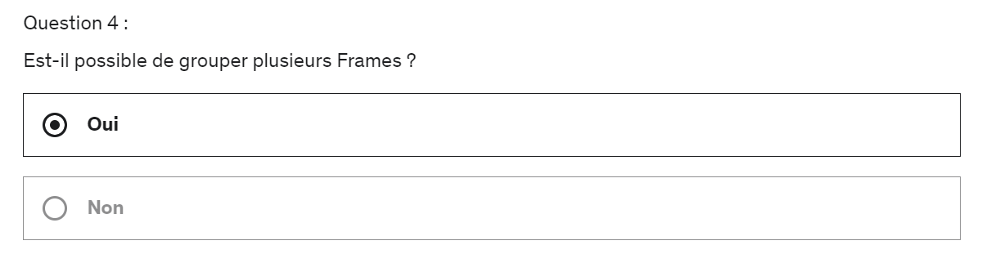 Question 4 :
Est-il possible de grouper plusieurs Frames ?
Oui
Non